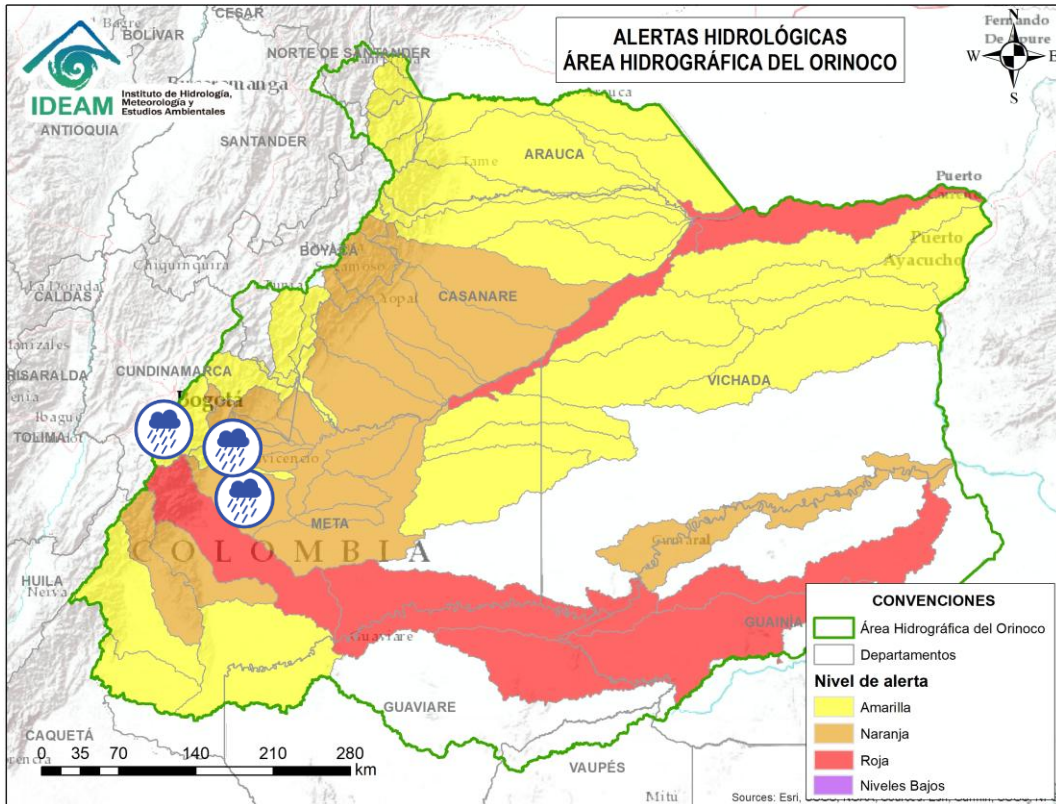 ALERTAS HIDROLÓGICAS
ÁREA HIDROGRÁFICA DEL ORINOCO
IDEAM
Instituto de Hidrología,
Meteorología y
Estudios Ambientales
N
W
E
S
CESAR
BOLÍVAR
NORTE DE SANTANDER
ANTIOQUIA
SANTANDER
ARAUCA
Tame
Puerto
Puerto
Ayacucho
BOYACÁ
Chiquinquirá
La Dorada
CALDAS
Yopal
CASANARE
CUNDINAMARCA
RISARALDA
Bogotá
VICHADA
Ibagué
TOLIMA
META
COLOMBIA
HUILA
Neiva
Guaviare
GUAINÍA
GUAVIARE
CAQUETÁ
VAUPÉS
Mitú
0 35 70 140 210 280
km
CONVENCIONES
Área Hidrográfica del Orinoco
Departamentos
Nivel de alerta
Amarilla
Naranja
Roja
Niveles Bajos
Sources: Esri,